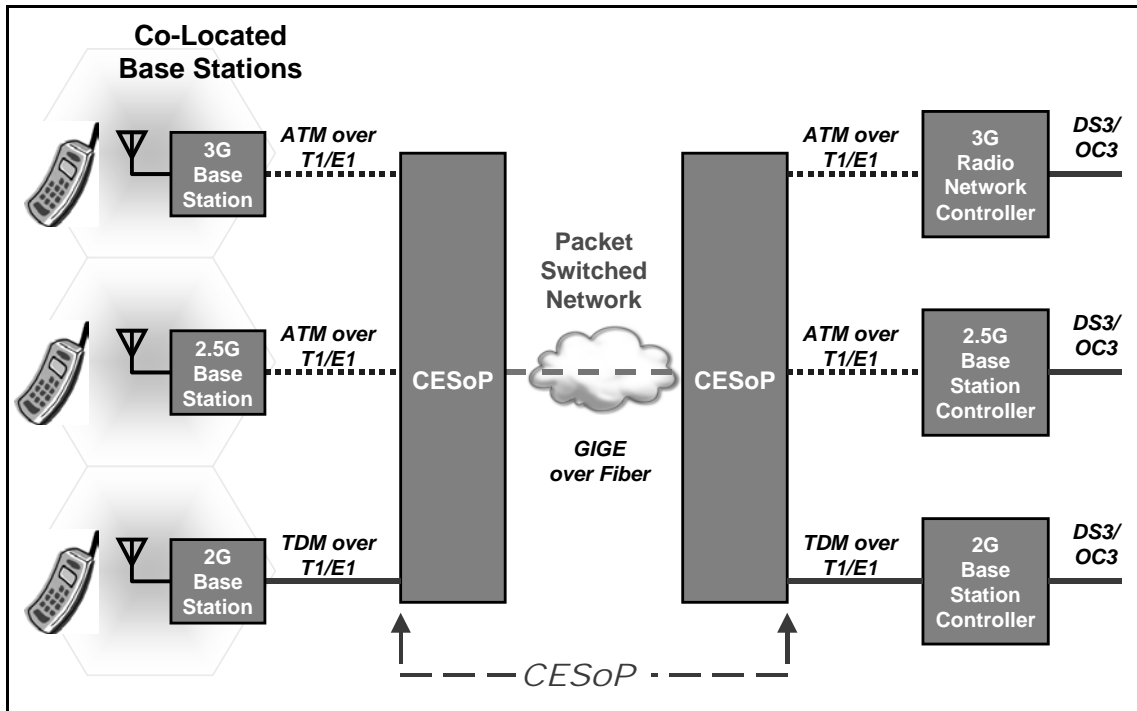 Co-Located
Base Stations
3G
Base
Station
ATM over
T1/E1
ATM over
T1/E1
3G
Radio
Network
Controller
DS3/
OC3
Packet
Switched
Network
2.5G
Base
Station
ATM over
T1/E1
CESoP
CESoP
ATM over
T1/E1
2.5G
Base
Station
Controller
DS3/
OC3
GIGE
over Fiber
2G
Base
Station
TDM over
T1/E1
TDM over
T1/E1
2G
Base
Station
Controller
DS3/
OC3
CESoP